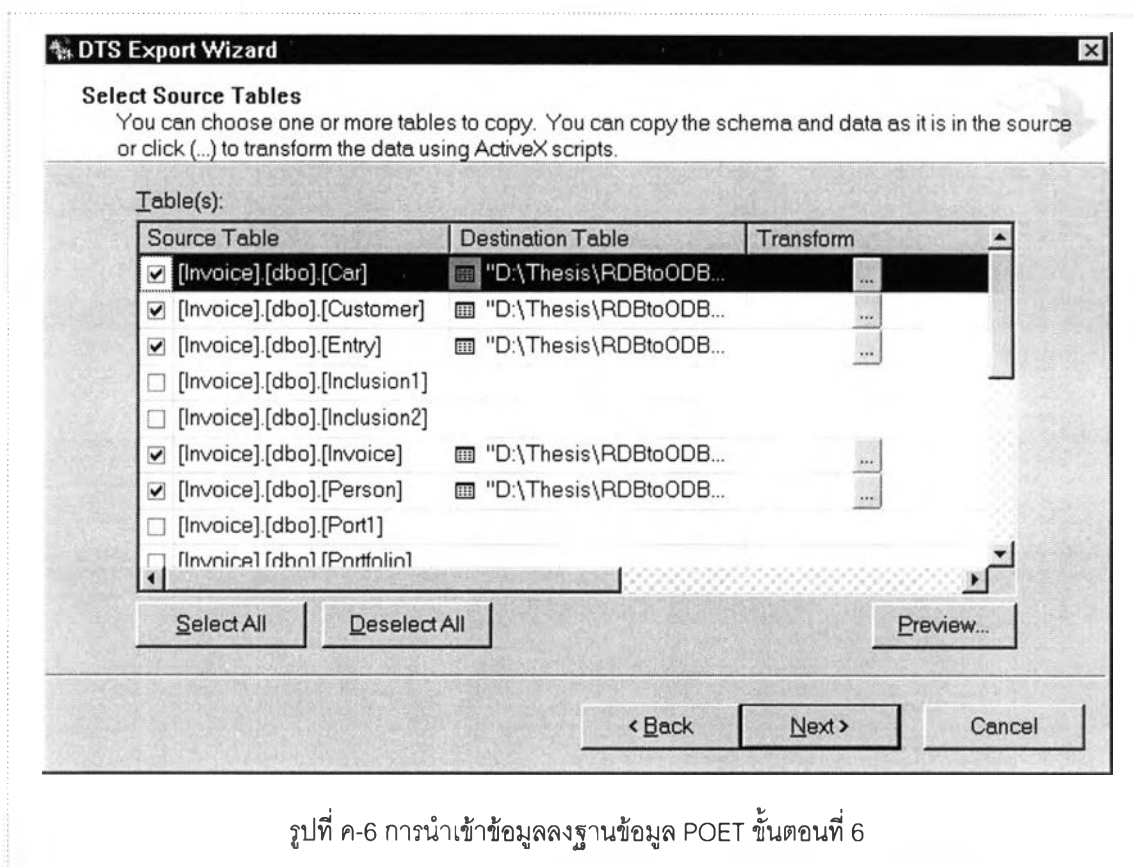 DTS Export Wizard
Select Source Tables
You can choose one or more tables to copy. You can copy the schema and data as it is in the source
or click (...) to transform the data using ActiveX scripts.
Table(s):
Source Table Destination Table Transform
[Invoice].[dbo].[Car] "D:\Thesis\RDBtoODB... ...
[Invoice].[dbo].[Customer] "D:\Thesis\RDBtoODB... ...
[Invoice].[dbo].[Entry] "D:\Thesis\RDBtoODB... ...
[Invoice].[dbo].[Inclusion1]
[Invoice].[dbo].[Inclusion2]
[Invoice].[dbo].[Invoice] "D:\Thesis\RDBtoODB... ...
[Invoice].[dbo].[Person] "D:\Thesis\RDBtoODB... ...
[Invoice].[dbo].[Port1]
[Invoice].[dbo].[Portfolio]
Select All Deselect All Preview...
< Back Next > Cancel
รูปที่ ค-6 การนำเข้าข้อมูลลงฐานข้อมูล POET ขั้นตอนที่ 6